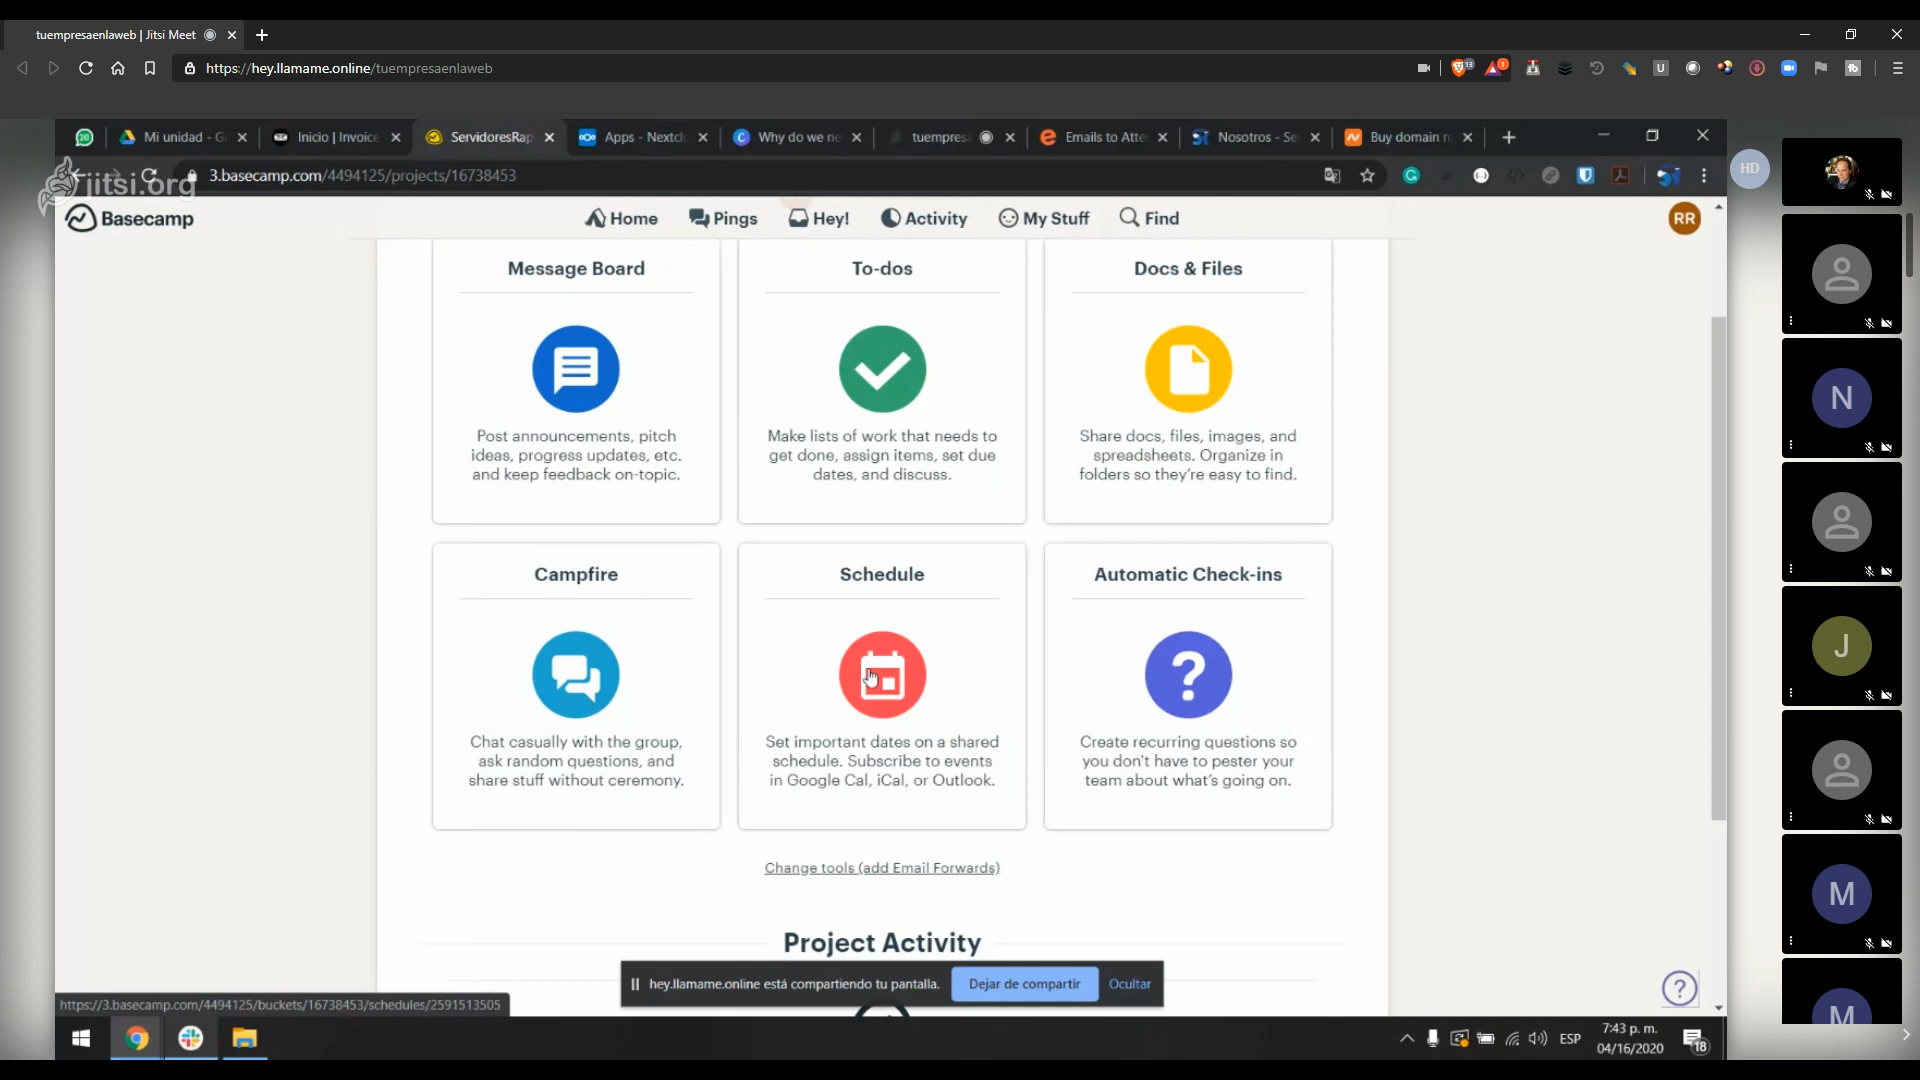 tuempresaenlaweb | Jitsi Meet
https://hey.llamame.online/tuempresaenlaweb
13
1
U
20
Mi unidad - G
Inicio | Invoice
ServidoresRap
Apps - Nextcl
Why do we ne
tuempres
Emails to Atte
Nosotros - Se
Buy domain n
jitsi.org
3.basecamp.com/4494125/projects/16738453
HD
Basecamp
Home
Pings
Hey!
Activity
My Stuff
Find
RR
Message Board
To-dos
Docs & Files
Post announcements, pitch
ideas, progress updates, etc.
and keep feedback on-topic.
Make lists of work that needs to
get done, assign items, set due
dates, and discuss.
Share docs, files, images, and
spreadsheets. Organize in
folders so they're easy to find.
Campfire
Schedule
Automatic Check-ins
?
Chat casually with the group,
ask random questions, and
share stuff without ceremony.
Set important dates on a shared
schedule. Subscribe to events
in Google Cal, iCal, or Outlook.
Create recurring questions so
you don't have to pester your
team about what's going on.
Change tools (add Email Forwards)
Project Activity
hey.llamame.online está compartiendo tu pantalla.
Dejar de compartir
Ocultar
?
https://3.basecamp.com/4494125/buckets/16738453/schedules/2591513505
ESP
7:43 p. m.
04/16/2020
18
N
J
M
M